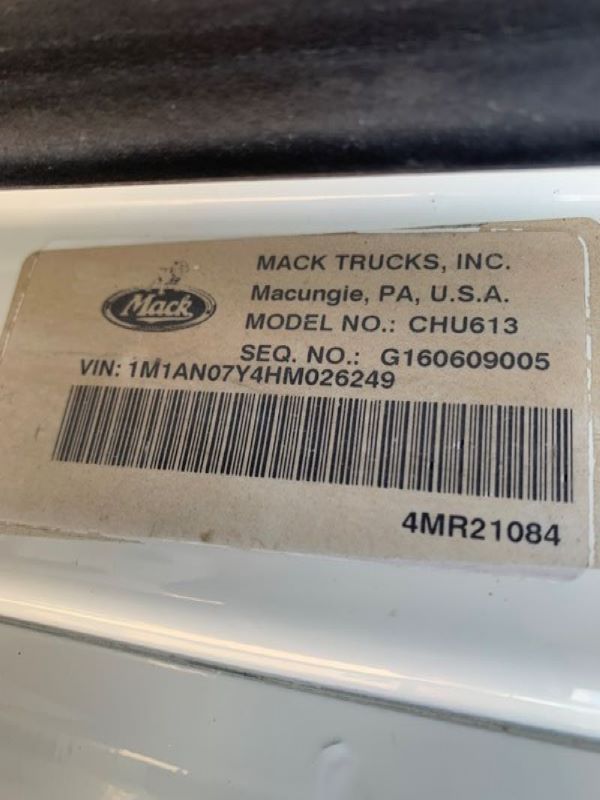 Mack
MACK TRUCKS, INC.
Macungie, PA, U.S.A.
MODEL NO.: CHU613
SEQ. NO.: G160609005
VIN: 1M1AN07Y4HM026249
4MR21084